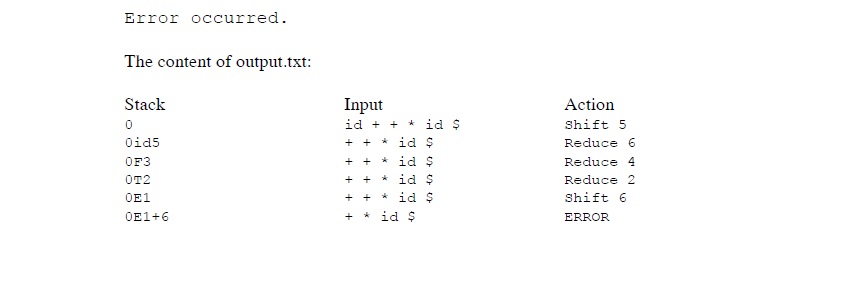 Error occurred.
The content of output.txt:
Stack Input Action
0 id + + * id $ Shift 5
0id5 + + * id $ Reduce 6
0F3 + + * id $ Reduce 4
0T2 + + * id $ Reduce 2
0E1 + + * id $ Shift 6
0E1+6 + * id $ ERROR